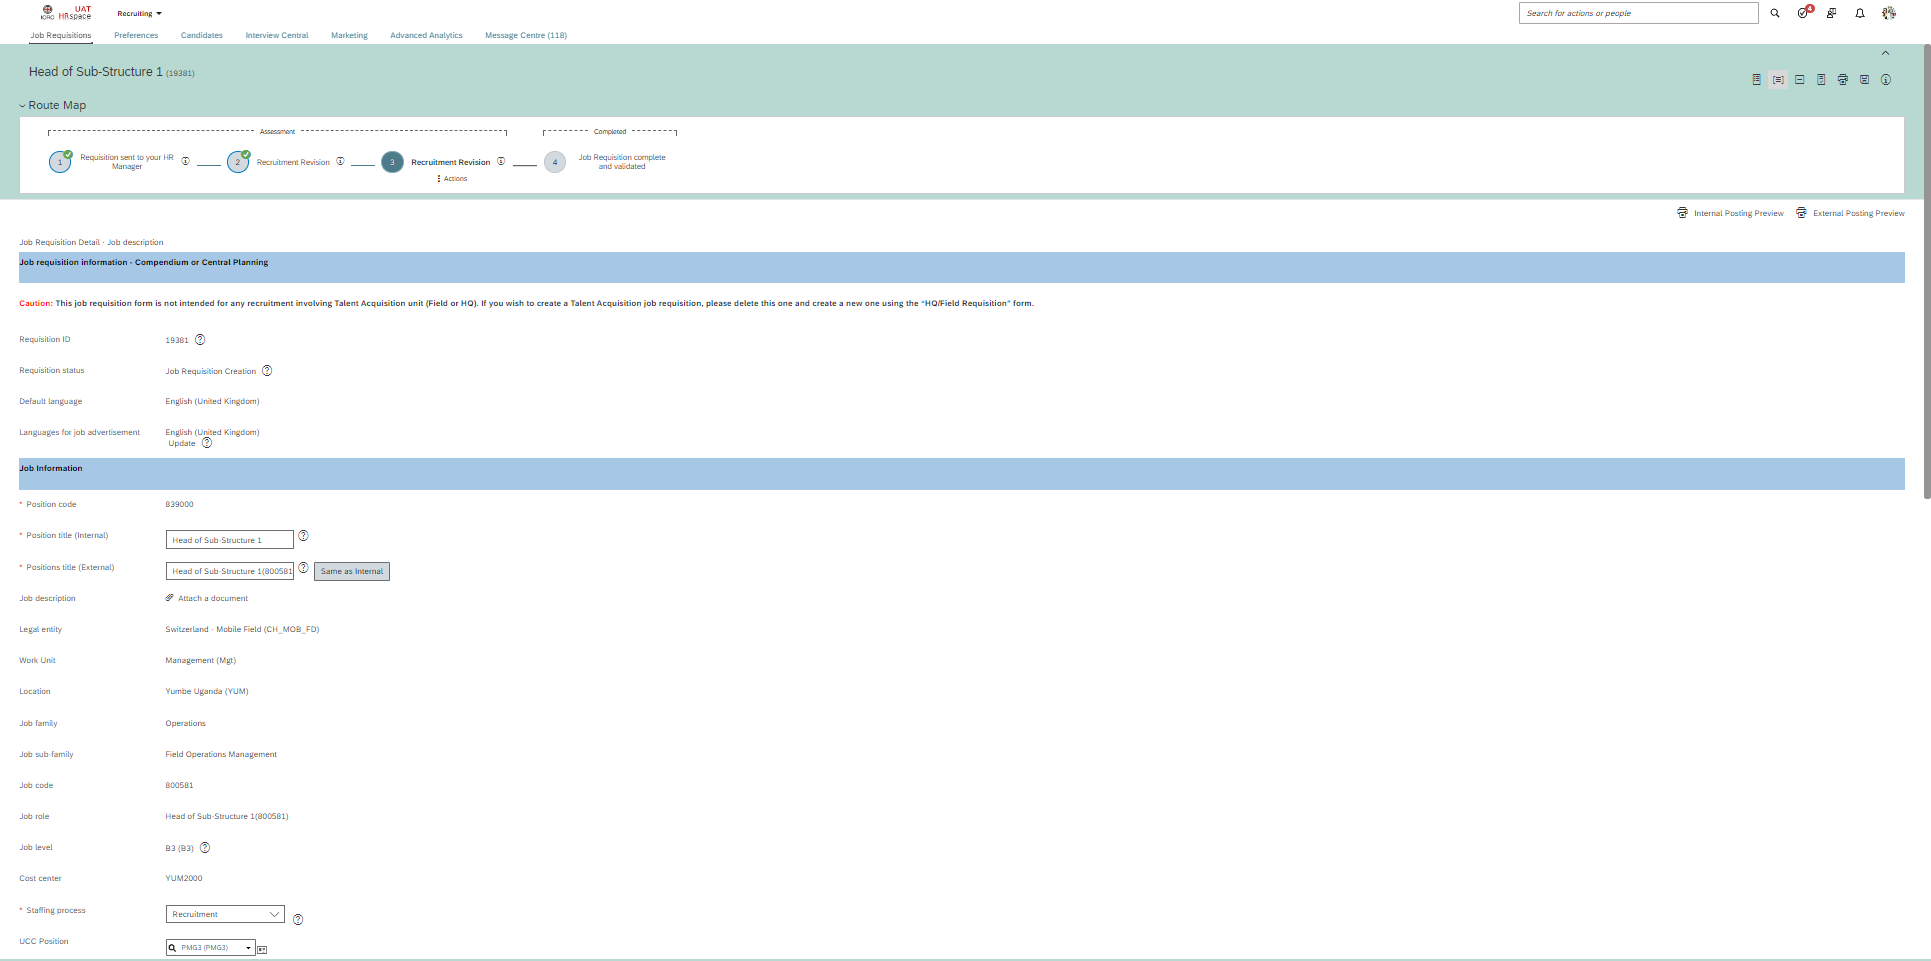 ICRC
UAT
HRspace
Recruiting
Search for actions or people
4
Job Requisitions
Preferences
Candidates
Interview Central
Marketing
Advanced Analytics
Message Centre (118)
Head of Sub-Structure 1 (19381)
Route Map
Assessment
Completed
1
Requisition sent to your HR
Manager
2
Recruitment Revision
3
Recruitment Revision
Actions
4
Job Requisition complete
and validated
Internal Posting Preview
External Posting Preview
Job Requisition Detail - Job description
Job requisition information - Compendium or Central Planning
Caution: This job requisition form is not intended for any recruitment involving Talent Acquisition unit (Field or HQ). If you wish to create a Talent Acquisition job requisition, please delete this one and create a new one using the "HQ/Field Requisition" form.
Requisition ID
19381
Requisition status
Job Requisition Creation
Default language
English (United Kingdom)
Languages for job advertisement
English (United Kingdom)
Update
Job Information
* Position code
839000
* Position title (Internal)
Head of Sub-Structure 1
* Positions title (External)
Head of Sub-Structure 1(800581
Same as Internal
Job description
Attach a document
Legal entity
Switzerland - Mobile Field (CH_MOB_FD)
Work Unit
Management (Mgt)
Location
Yumbe Uganda (YUM)
Job family
Operations
Job sub-family
Field Operations Management
Job code
800581
Job role
Head of Sub-Structure 1(800581)
Job level
B3 (B3)
Cost center
YUM2000
* Staffing process
Recruitment
UCC Position
PMG3 (PMG3)